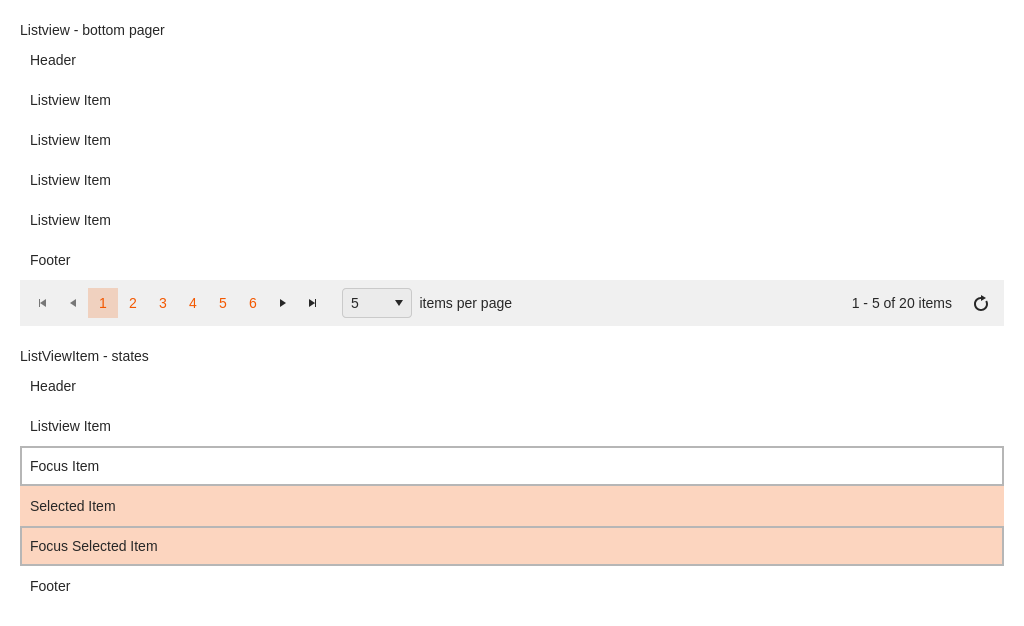 Listview - bottom pager
Header
Listview Item
Listview Item
Listview Item
Listview Item
Footer
1 2 3 4 5 6 5 items per page 1 - 5 of 20 items
ListViewItem - states
Header
Listview Item
Focus Item
Selected Item
Focus Selected Item
Footer